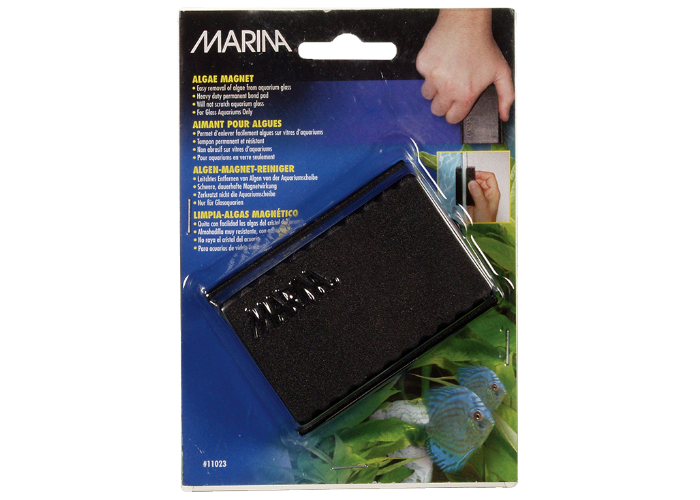 MARINA
ALGAE MAGNET
• Easy removal of algae from aquarium glass
• Heavy duty permanent bond pad
• Will not scratch aquarium glass
• For Glass Aquariums Only
AIMANT POUR ALGUES
• Permet d'enlever facilement algues sur vitres d'aquariums
• Tampon permanent et résistant
• Non abrasif sur vitres d'aquariums
• Pour aquariums en verre seulement
ALGEN-MAGNET-REINIGER
• Leichtes Entfernen von Algen von der Aquariumscheibe
• Schwere, dauerhafte Magnetwirkung
• Zerkratzt nicht die Aquariumscheibe
• Nur für Glasaquarien
LIMPIA-ALGAS MAGNÉTICO
• Quita con facilidad las algas del cristal del
• Almohadilla muy resistente, con
• No raya el cristal del
• Para acuarios de
MARINA
#11023